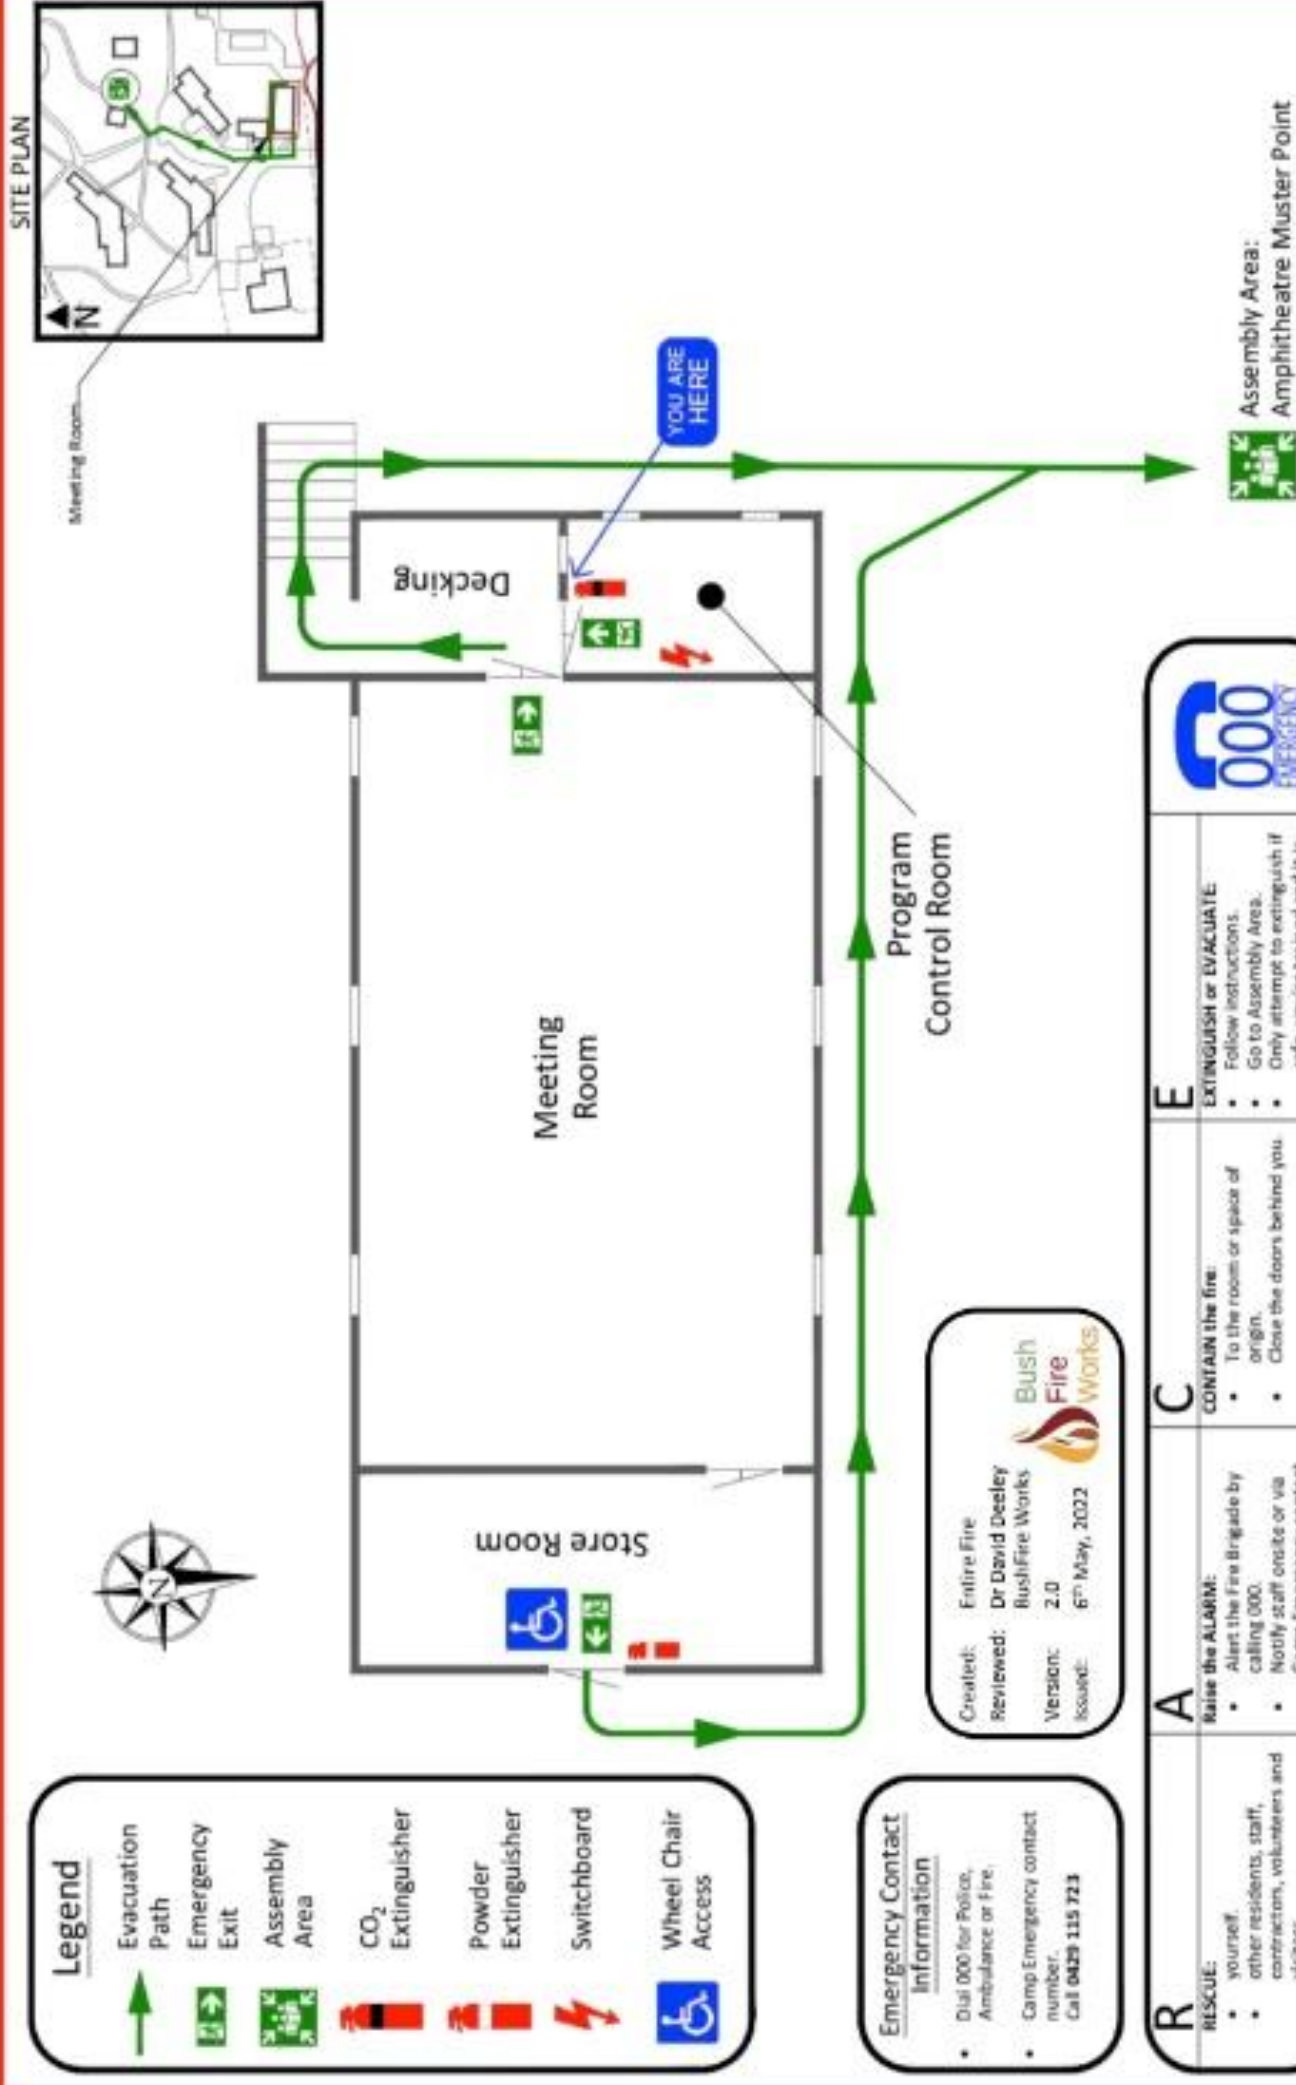 SITE PLAN
N
Meeting Room
Legend
Evacuation
Path
Emergency
Exit
Assembly
Area
CO2
Extinguisher
Powder
Extinguisher
Switchboard
Wheel Chair
Access
N
Store Room
Meeting
Room
Decking
YOU ARE
HERE
Program
Control Room
Emergency Contact
Information
• Dial 000 for Police,
Ambulance or Fire.
• Camp Emergency contact
number.
Call 0429 115 723
Created: Entire Fire
Reviewed: Dr David Deeley
BushFire Works
Version: 2.0
Issued: 6th May, 2022
Bush
Fire
Works
Assembly Area:
Amphitheatre Muster Point
R
RESCUE:
• yourself.
• other residents, staff,
contractors, volunteers and
A
Raise the ALARM:
• Alert the Fire Brigade by
calling 000.
• Notify staff onsite or via
C
CONTAIN the fire:
• To the room or space of
origin.
• Close the doors behind you.
E
EXTINGUISH or EVACUATE:
• Follow instructions.
• Go to Assembly Area.
• Only attempt to extinguish if
000
EMERGENCY